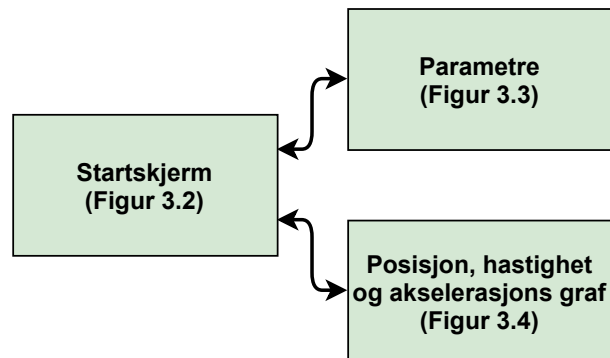 Parametre
(Figur 3.3)
Startskjerm
(Figur 3.2)
Posisjon, hastighet
og akselerasjons graf
(Figur 3.4)